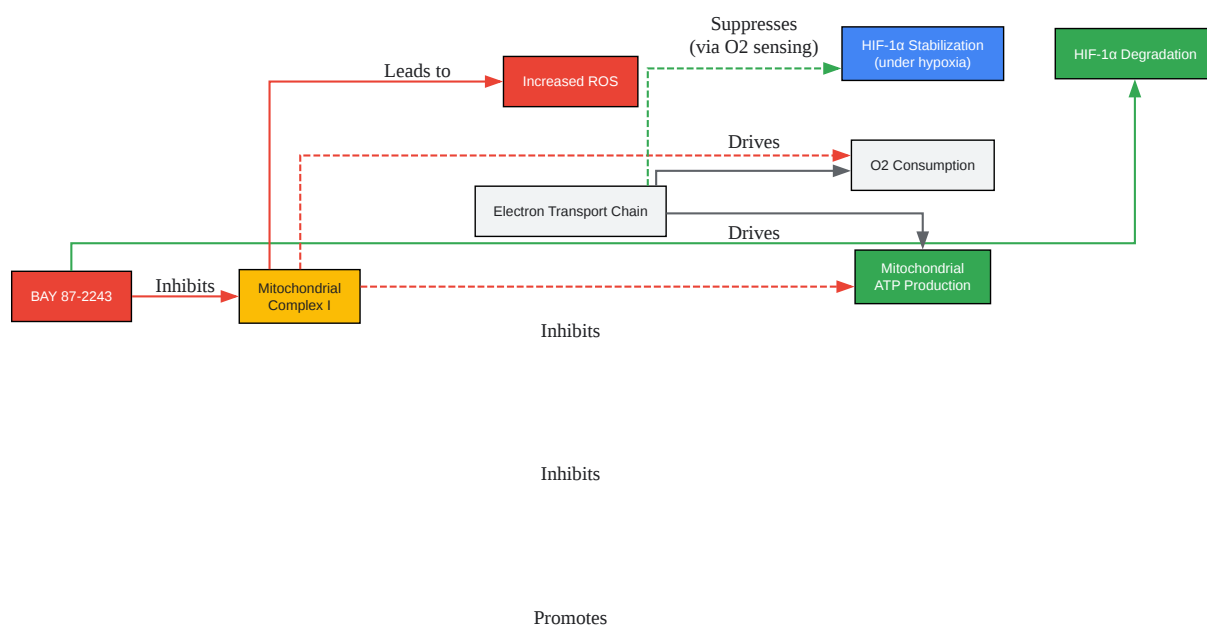 Suppresses
(via O2 sensing)
HIF-1α Stabilization
(under hypoxia)
HIF-1α Degradation
Leads to
Increased ROS
Drives
O2 Consumption
Electron Transport Chain
Drives
Mitochondrial
ATP Production
BAY 87-2243
Inhibits
Mitochondrial
Complex I
Inhibits
Inhibits
Promotes